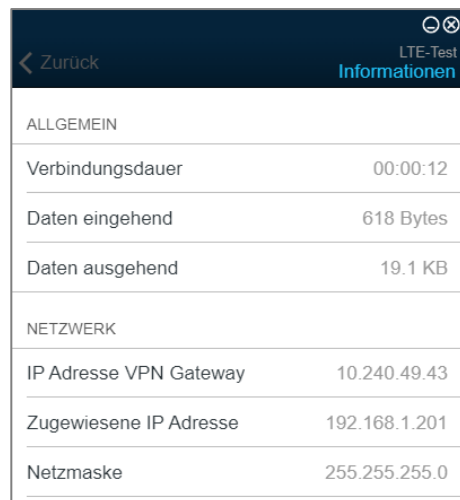 LTE-Test
Zurück
Informationen
ALLGEMEIN
Verbindungsdauer 00:00:12
Daten eingehend 618 Bytes
Daten ausgehend 19.1 KB
NETZWERK
IP Adresse VPN Gateway 10.240.49.43
Zugewiesene IP Adresse 192.168.1.201
Netzmaske 255.255.255.0